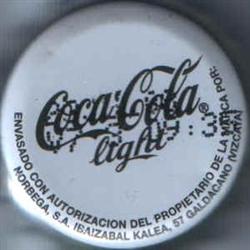 Coca-Cola®
light
ENVASADO CON AUTORIZACION DEL PROPIETARIO DE LA MARCA POR:
NORBEGA, S.A. IBAIZABAL KALEA, 57 GALDACANO (VIZCAYA)